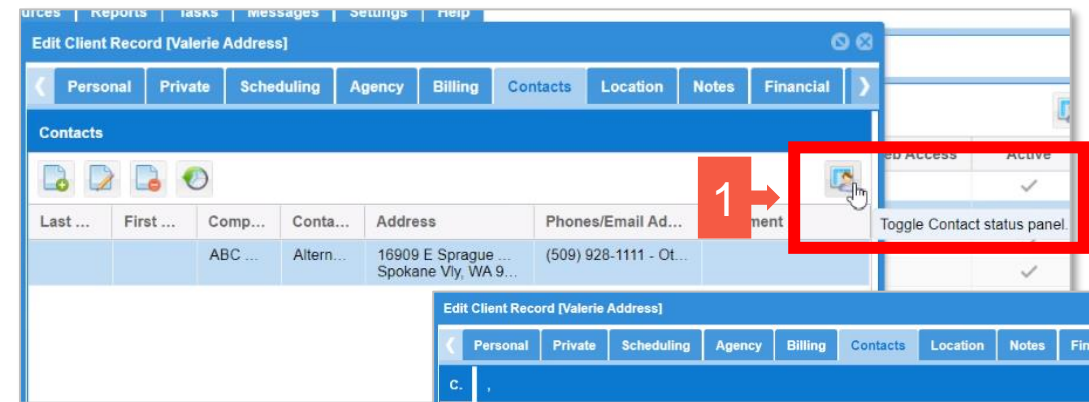 urces | Reports | Tasks | Messages | Settings | Help
Edit Client Record [Valerie Address]
Personal Private Scheduling Agency Billing Contacts Location Notes Financial
Contacts
eb Access Active
1
Last ... First ... Comp... Conta... Address Phones/Email Ad... ment
Toggle Contact status panel.
ABC ... Altern... 16909 E Sprague ... (509) 928-1111 - Ot...
Spokane Vly, WA 9...
Edit Client Record [Valerie Address]
Personal Private Scheduling Agency Billing Contacts Location Notes Fin
C. ,